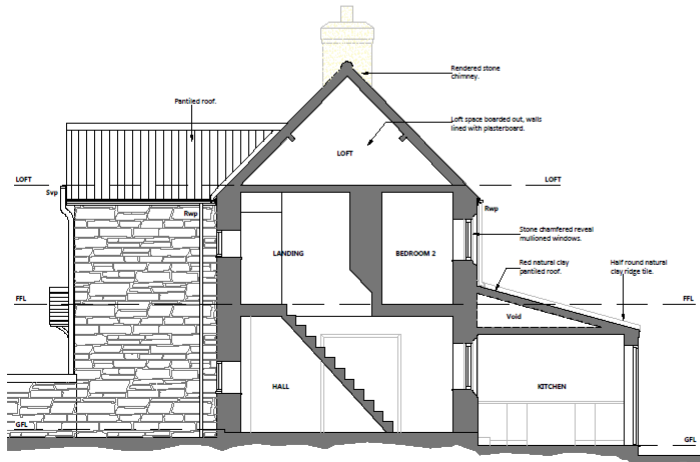 Rendered stone
chimney.
Pantiled roof.
Loft space boarded out, walls
lined with plasterboard.
LOFT
LOFT
LOFT
Svp
Rwp
Rwp
Stone chamfered reveal
mullioned windows.
LANDING
BEDROOM 2
Red natural clay
pantiled roof.
Half round natural
clay ridge tile.
FFL
FFL
Void
HALL
KITCHEN
GFL
GFL